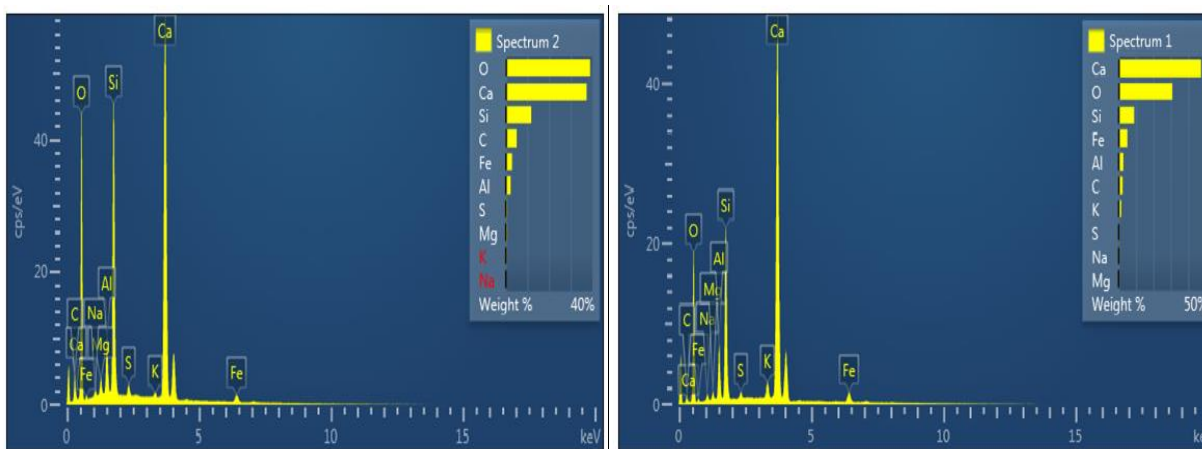 Spectrum 2
O
Ca
Si
C
Fe
Al
S
Mg
K
Na
Weight % 40%
Ca
Si
O
Al
C Na
Ca Mg
Fe
S
K
Fe
40
20
0
cps/eV
0 5 10 15 keV
Spectrum 1
Ca
O
Si
Fe
Al
C
K
S
Na
Mg
Weight % 50%
Ca
Si
O
Al
Mg
C Na
Fe
Ca
S
K
Fe
40
20
0
cps/eV
0 5 10 15